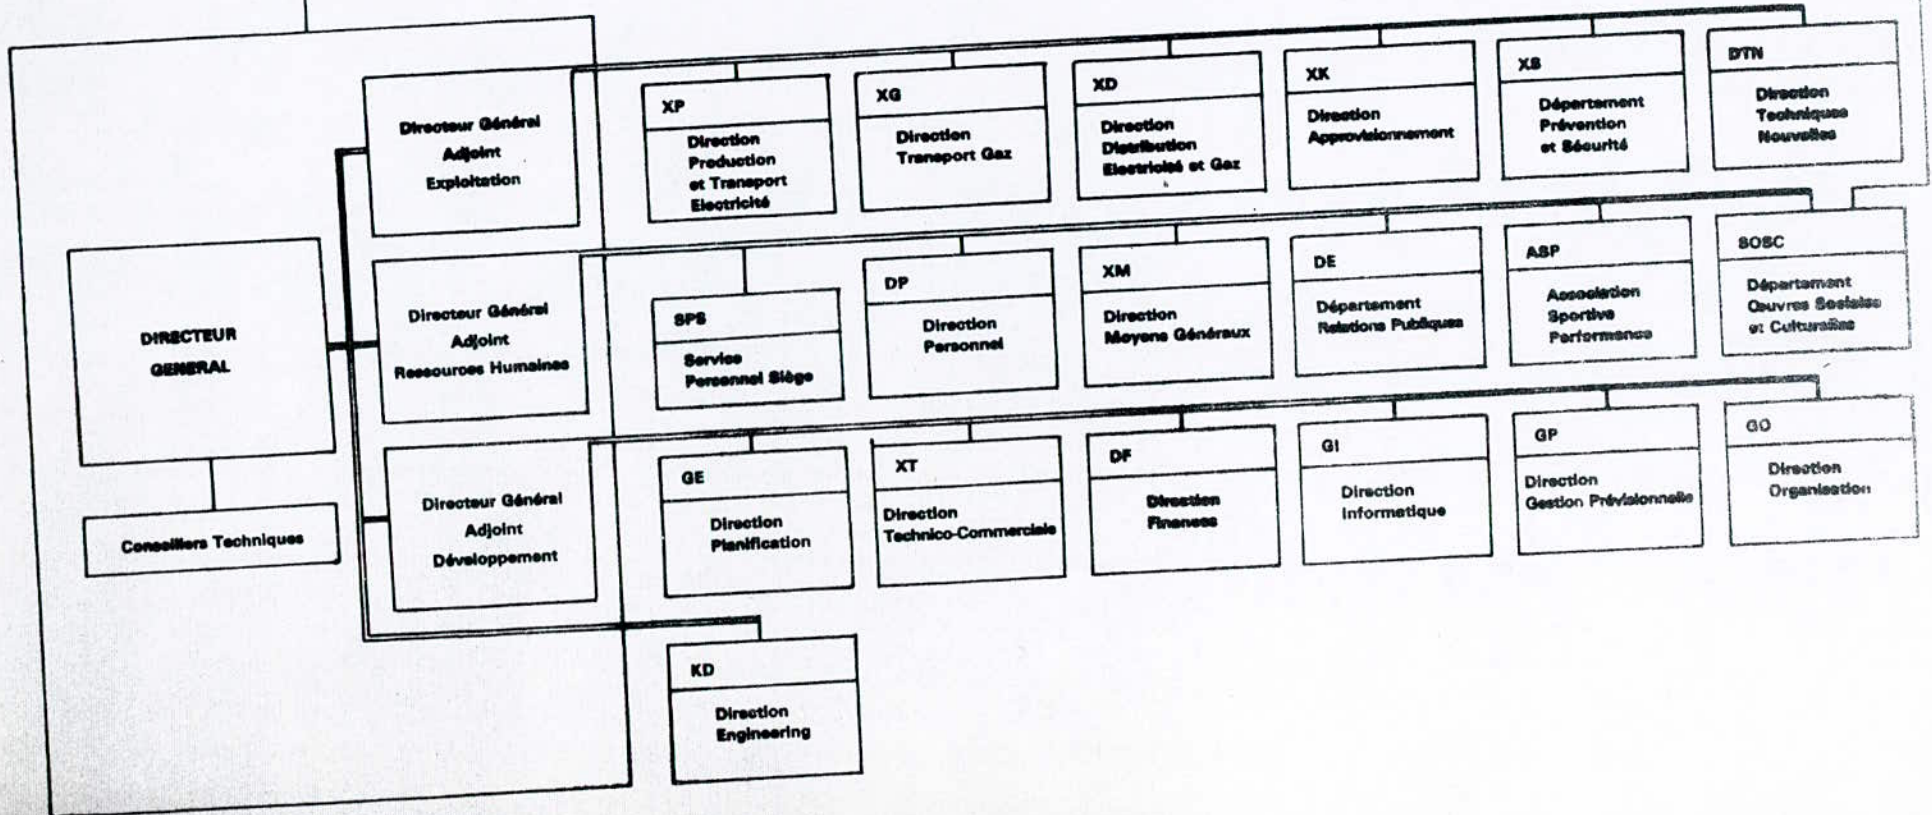 Directeur Général
Adjoint
Exploitation
XP
Direction
Production
et Transport
Electricité
XG
Direction
Transport Gaz
XD
Direction
Distribution
Electricité et Gaz
XK
Direction
Approvisionnement
XS
Département
Prévention
et Sécurité
DTN
Direction
Techniques
Nouvelles
DIRECTEUR
GENERAL
Conseillers Techniques
Directeur Général
Adjoint
Ressources Humaines
SPS
Service
Personnel Siège
DP
Direction
Personnel
XM
Direction
Moyens Généraux
DE
Département
Relations Publiques
ASP
Association
Sportive
Performance
SOSC
Département
Œuvres Sociales
et Culturelles
Directeur Général
Adjoint
Développement
GE
Direction
Planification
XT
Direction
Technico-Commerciale
DF
Direction
Finances
GI
Direction
Informatique
GP
Direction
Gestion Prévisionnelle
GO
Direction
Organisation
KD
Direction
Engineering